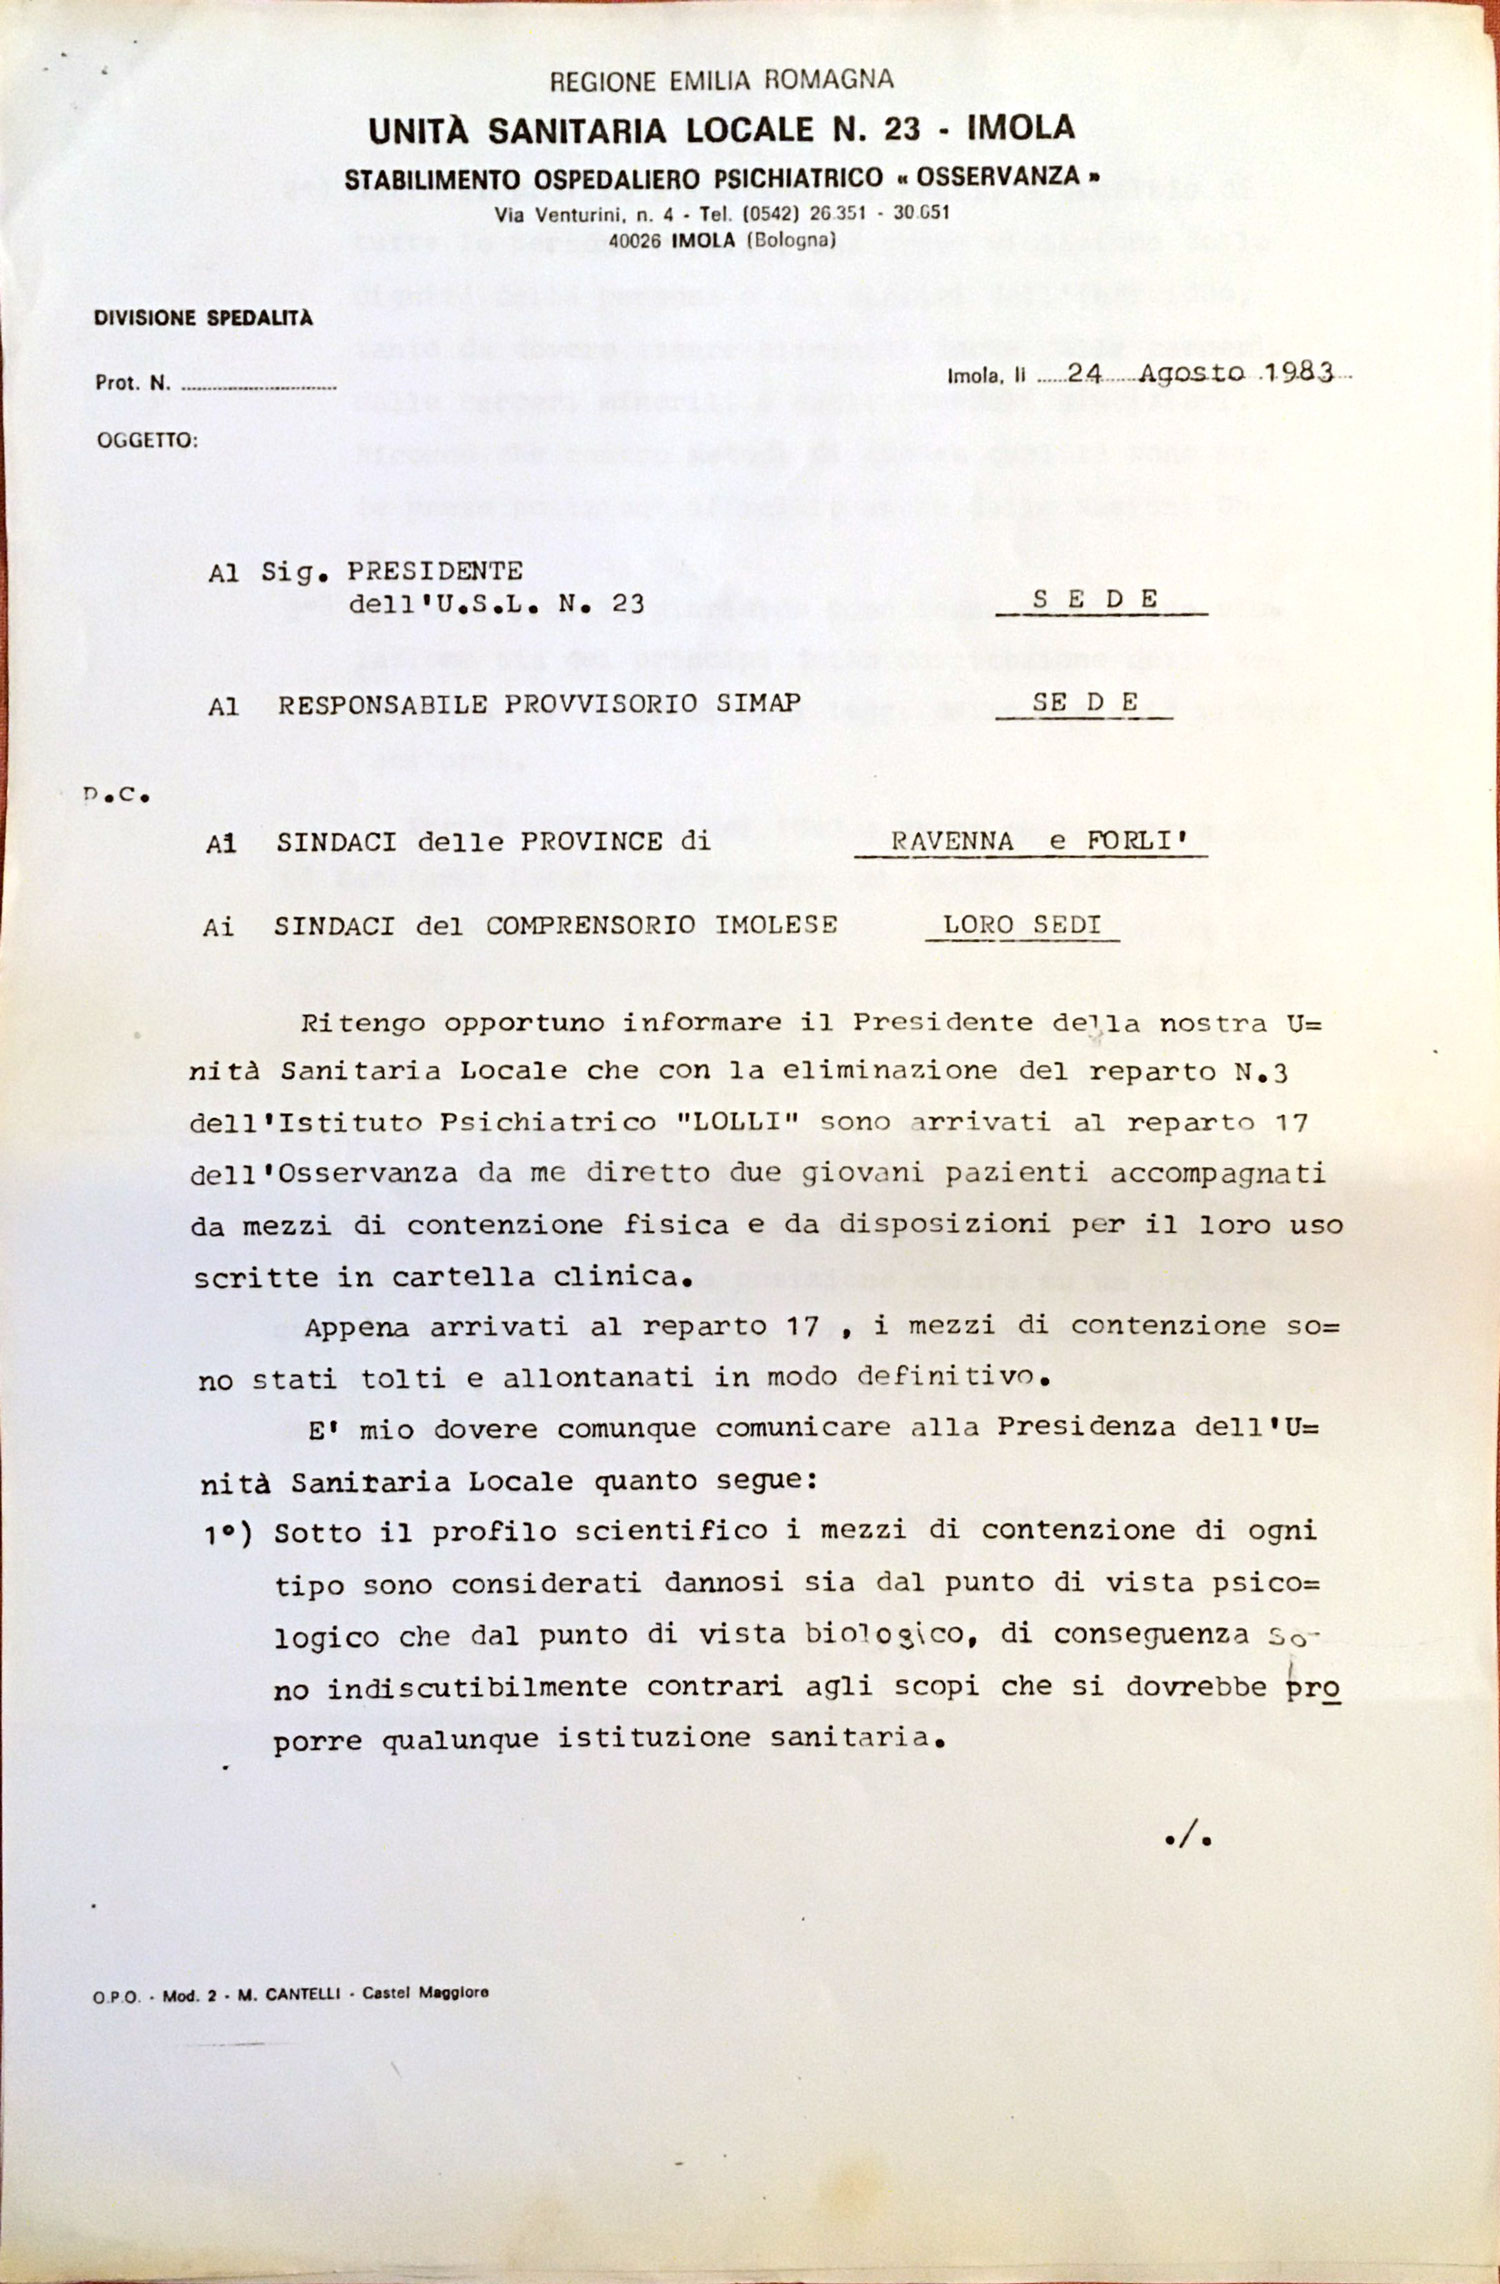 REGIONE EMILIA ROMAGNA
UNITÀ SANITARIA LOCALE N. 23 - IMOLA
STABILIMENTO OSPEDALIERO PSICHIATRICO « OSSERVANZA »
Via Venturini, n. 4 - Tel. (0542) 26.351 - 30.651
40026 IMOLA (Bologna)
DIVISIONE SPEDALITÀ
Prot. N. ..............................
Imola, li ...... 24 Agosto 1983 ...
OGGETTO:
Al Sig. PRESIDENTE
dell'U.S.L. N. 23 S E D E
Al RESPONSABILE PROVVISORIO SIMAP SE D E
p.c.
Ai SINDACI delle PROVINCE di RAVENNA e FORLI'
Ai SINDACI del COMPRENSORIO IMOLESE LORO SEDI
Ritengo opportuno informare il Presidente della nostra U=
nità Sanitaria Locale che con la eliminazione del reparto N.3
dell'Istituto Psichiatrico "LOLLI" sono arrivati al reparto 17
dell'Osservanza da me diretto due giovani pazienti accompagnati
da mezzi di contenzione fisica e da disposizioni per il loro uso
scritte in cartella clinica.
Appena arrivati al reparto 17 , i mezzi di contenzione so=
no stati tolti e allontanati in modo definitivo.
E' mio dovere comunque comunicare alla Presidenza dell'U=
nità Sanitaria Locale quanto segue:
1°) Sotto il profilo scientifico i mezzi di contenzione di ogni
tipo sono considerati dannosi sia dal punto di vista psico=
logico che dal punto di vista biologico, di conseguenza so-
no indiscutibilmente contrari agli scopi che si dovrebbe pro
porre qualunque istituzione sanitaria.
./.
O.P.O. - Mod. 2 - M. CANTELLI - Castel Maggiore